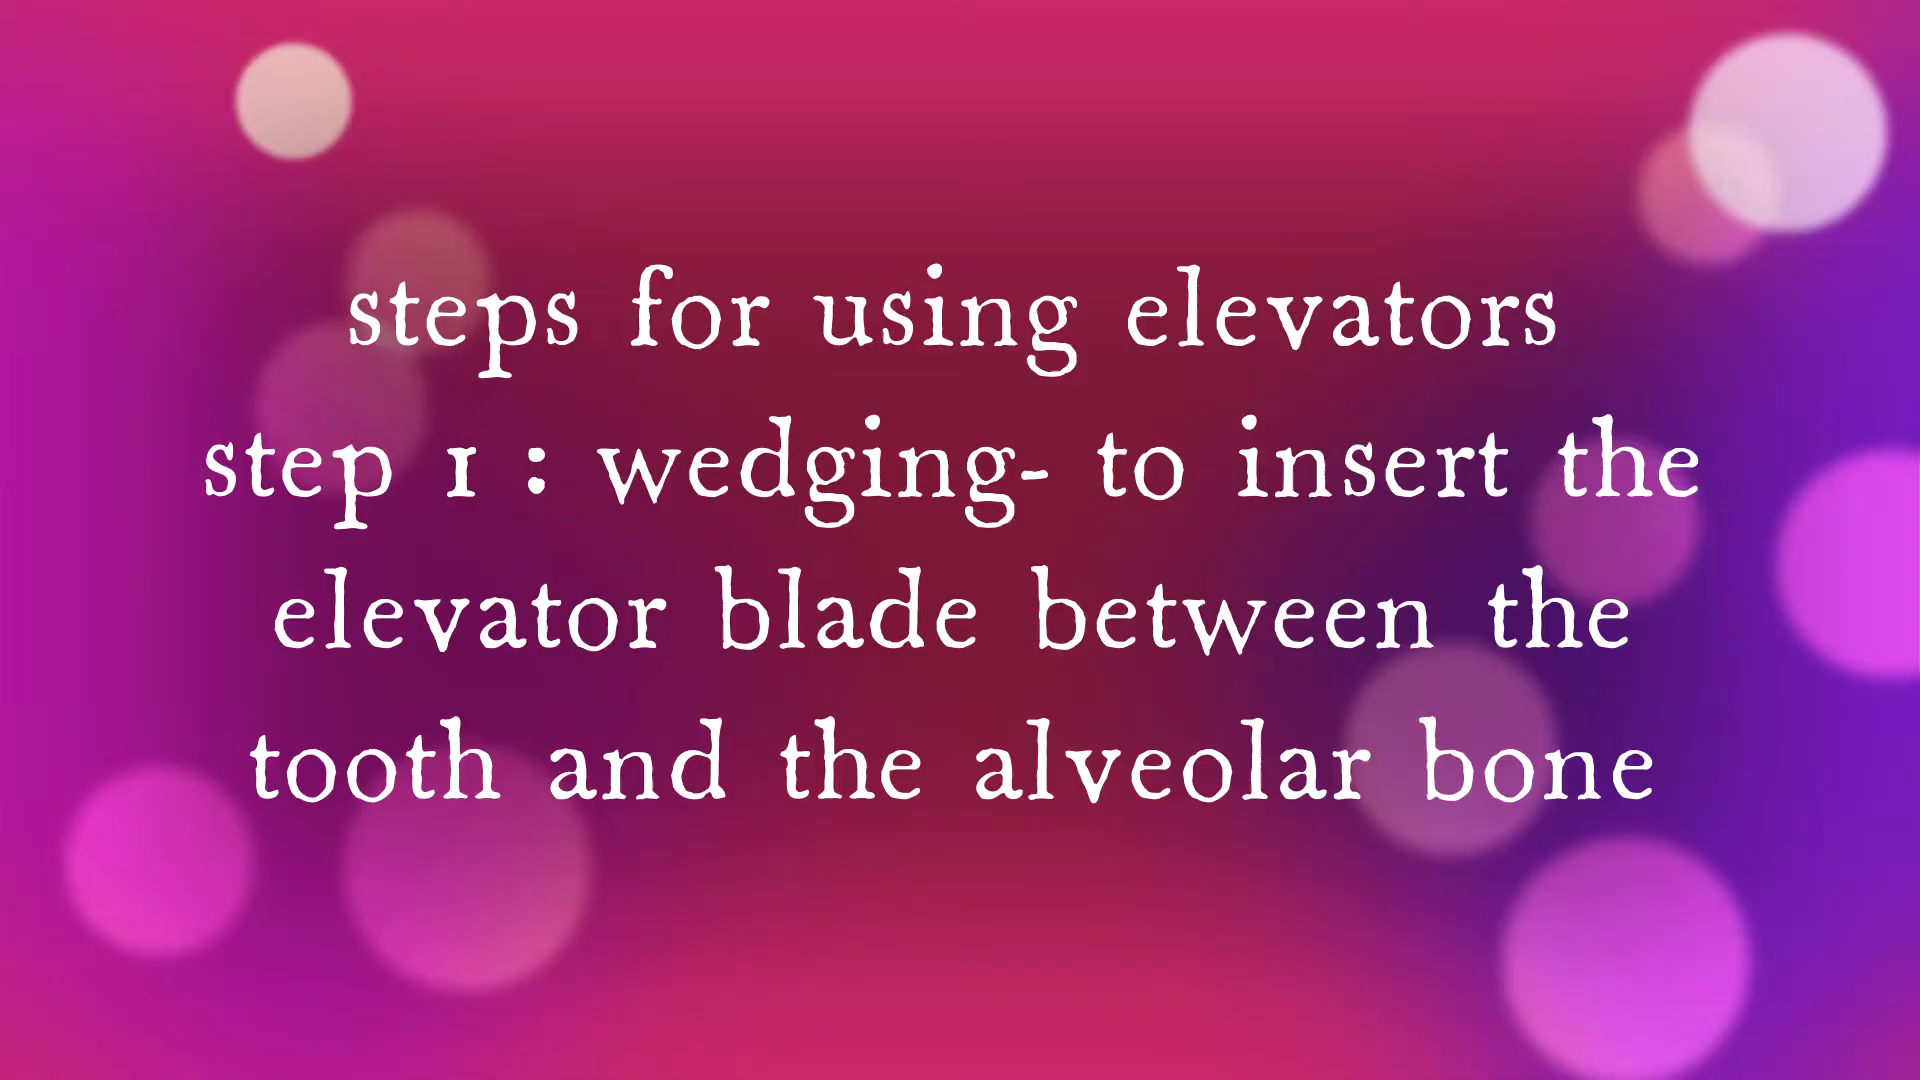 steps for using elevators
step 1 : wedging- to insert the
elevator blade between the
tooth and the alveolar bone